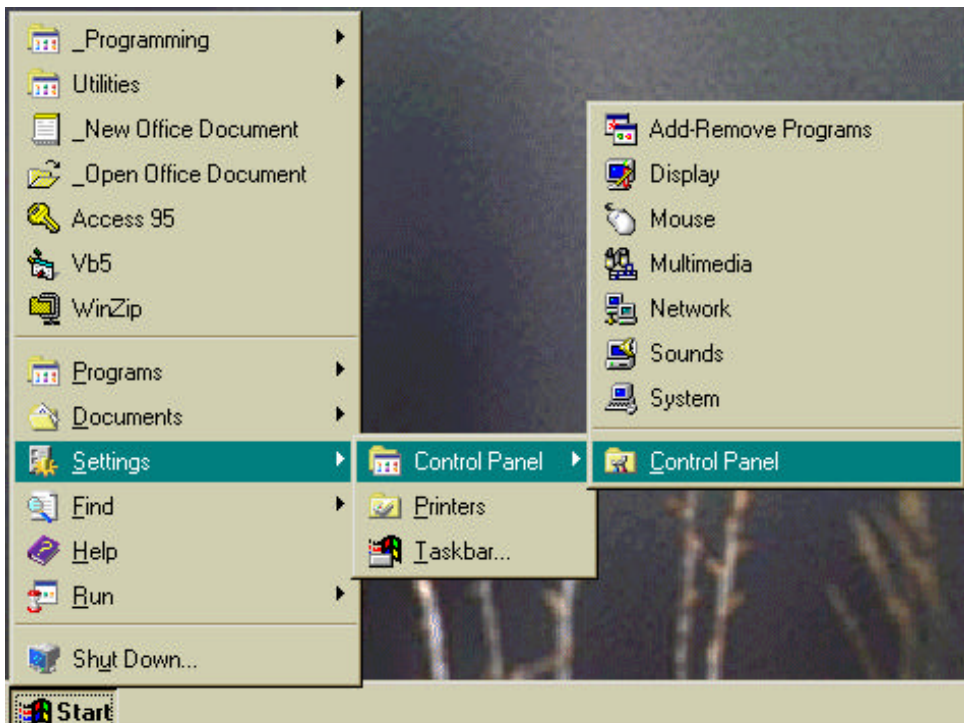 _Programming
Utilities
_New Office Document
_Open Office Document
Access 95
Vb5
WinZip
Programs
Documents
Settings
Find
Help
Run
Shut Down...
Start
Control Panel
Printers
Taskbar...
Add-Remove Programs
Display
Mouse
Multimedia
Network
Sounds
System
Control Panel